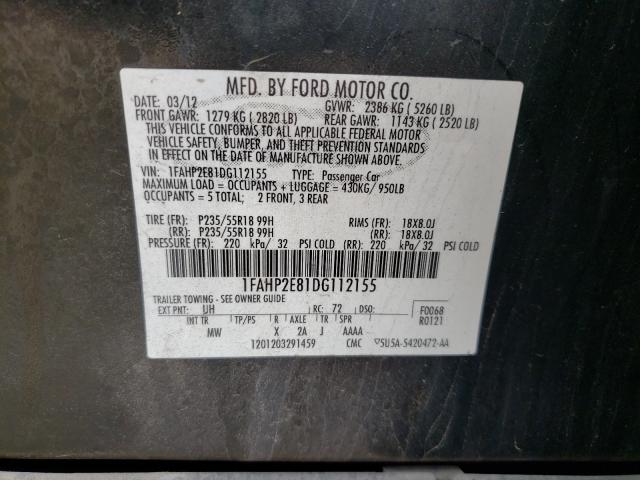 MFD. BY FORD MOTOR CO.
DATE: 03/12 GVWR: 2386 KG ( 5260 LB)
FRONT GAWR: 1279 KG ( 2820 LB) REAR GAWR: 1143 KG ( 2520 LB)
THIS VEHICLE CONFORMS TO ALL APPLICABLE FEDERAL MOTOR
VEHICLE SAFETY, BUMPER, AND THEFT PREVENTION STANDARDS
IN EFFECT ON THE DATE OF MANUFACTURE SHOWN ABOVE.
VIN: 1FAHP2E81DG112155 TYPE: Passenger Car
MAXIMUM LOAD = OCCUPANTS + LUGGAGE = 430KG/ 950LB
OCCUPANTS = 5 TOTAL; 2 FRONT, 3 REAR
TIRE (FR): P235/55R18 99H RIMS (FR): 18X8.0J
(RR): P235/55R18 99H (RR): 18X8.0J
PRESSURE (FR): 220 kPa/ 32 PSI COLD (RR): 220 kPa/ 32 PSI COLD
1FAHP2E81DG112155
TRAILER TOWING - SEE OWNER GUIDE
EXT PNT: UH RC: 72 DSO: F0068
R0121
INT TR TP/PS R AXLE TR SPR
MW X 2A J AAAA
1201203291459 CMC ▽5U5A-5420472-AA